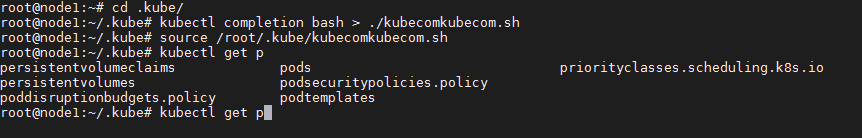 root@node1:~# cd .kube/
root@node1:~/.kube# kubectl completion bash > ./kubecomkubecom.sh
root@node1:~/.kube# source /root/.kube/kubecomkubecom.sh
root@node1:~/.kube# kubectl get p
persistentvolumeclaims pods priorityclasses.scheduling.k8s.io
persistentvolumes podsecuritypolicies.policy
poddisruptionbudgets.policy podtemplates
root@node1:~/.kube# kubectl get p